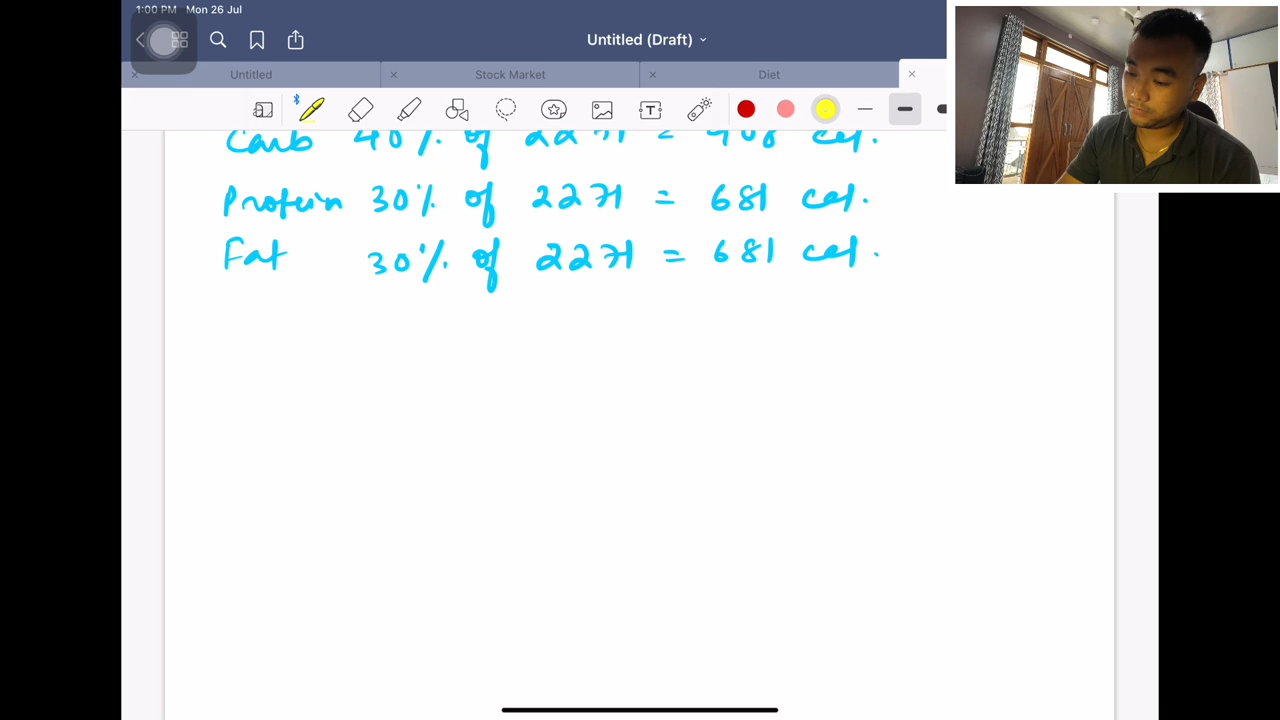 1:00 PM Mon 26 Jul
Untitled (Draft)
Untitled
Stock Market
Diet
T
Carb 40% of 2271 = 908 cal.
Protein 30% of 2271 = 681 cal.
Fat 30% of 2271 = 681 cal.